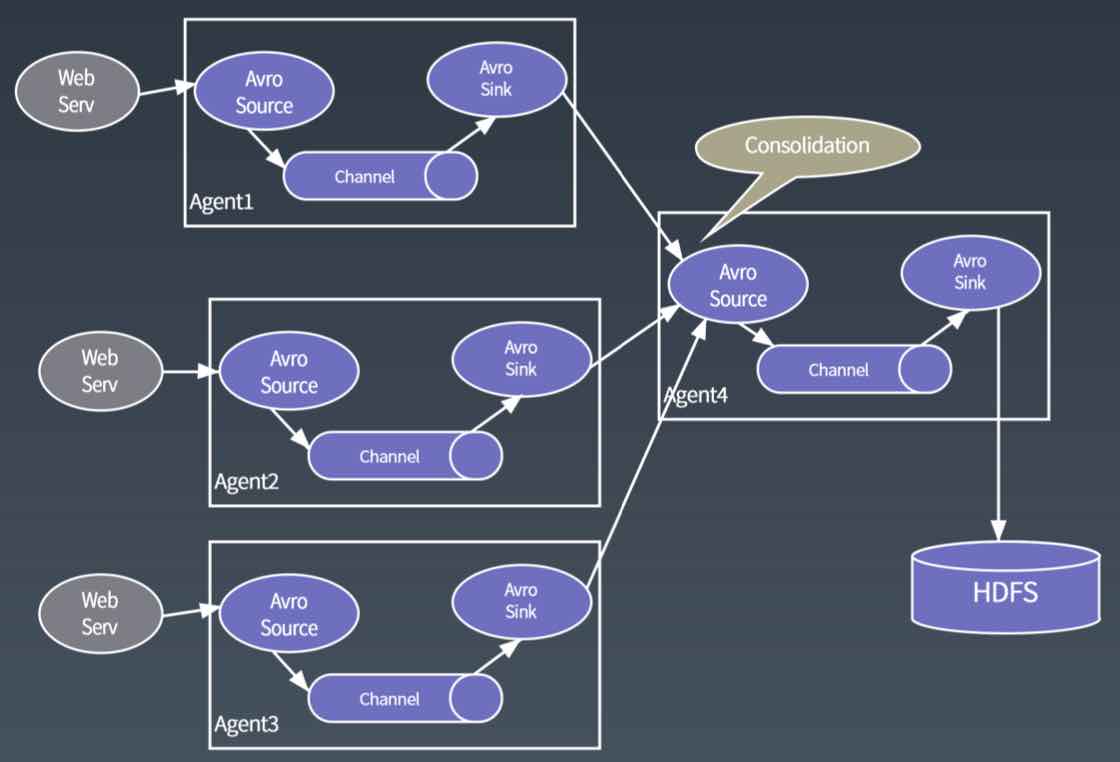 Web
Serv
Avro
Source
Avro
Sink
Channel
Agent1
Consolidation
Web
Serv
Avro
Source
Avro
Sink
Channel
Agent2
Avro
Source
Avro
Sink
Channel
Agent4
Web
Serv
Avro
Source
Avro
Sink
Channel
Agent3
HDFS